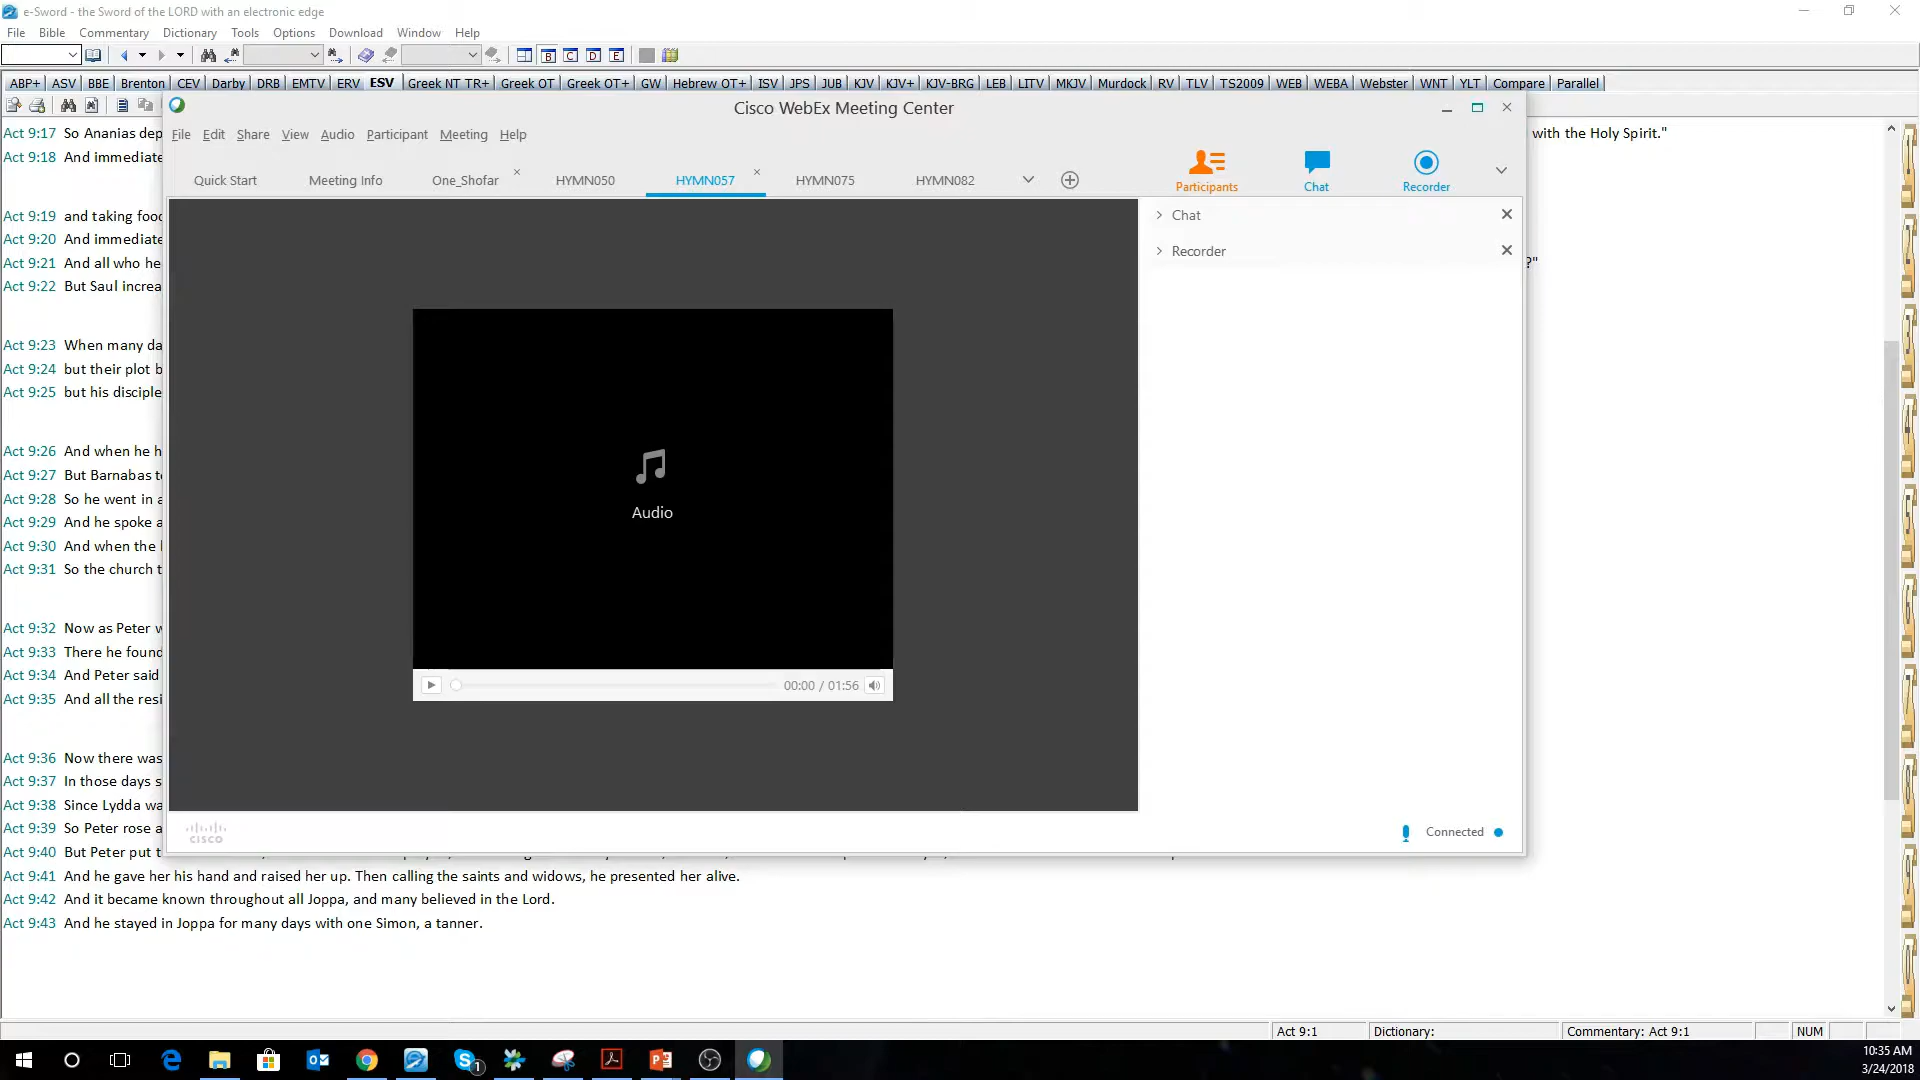 e-Sword - the Sword of the LORD with an electronic edge
File Bible Commentary Dictionary Tools Options Download Window Help
B C D E
ABP+ ASV BBE Brenton CEV Darby DRB EMTV ERV ESV Greek NT TR+ Greek OT Greek OT+ GW Hebrew OT+ ISV JPS JUB KJV KJV+ KJV-BRG LEB LITV MKJV Murdock RV TLV TS2009 WEB WEBA Webster WNT YLT Compare Parallel
Cisco WebEx Meeting Center
File Edit Share View Audio Participant Meeting Help
Quick Start Meeting Info One_Shofar HYMN050 HYMN057 HYMN075 HYMN082
Participants Chat Recorder
Chat
Recorder
Audio
00:00 / 01:56
cisco
Connected
Act 9:17 So Ananias dep with the Holy Spirit."
Act 9:18 And immediate
Act 9:19 and taking food
Act 9:20 And immediate
Act 9:21 And all who he ?"
Act 9:22 But Saul increa
Act 9:23 When many da
Act 9:24 but their plot b
Act 9:25 but his disciple
Act 9:26 And when he h
Act 9:27 But Barnabas t
Act 9:28 So he went in a
Act 9:29 And he spoke a
Act 9:30 And when the
Act 9:31 So the church t
Act 9:32 Now as Peter w
Act 9:33 There he found
Act 9:34 And Peter said
Act 9:35 And all the resi
Act 9:36 Now there was
Act 9:37 In those days s
Act 9:38 Since Lydda wa
Act 9:39 So Peter rose a
Act 9:40 But Peter put t
Act 9:41 And he gave her his hand and raised her up. Then calling the saints and widows, he presented her alive.
Act 9:42 And it became known throughout all Joppa, and many believed in the Lord.
Act 9:43 And he stayed in Joppa for many days with one Simon, a tanner.
Act 9:1 Dictionary: Commentary: Act 9:1 NUM
10:35 AM
3/24/2018